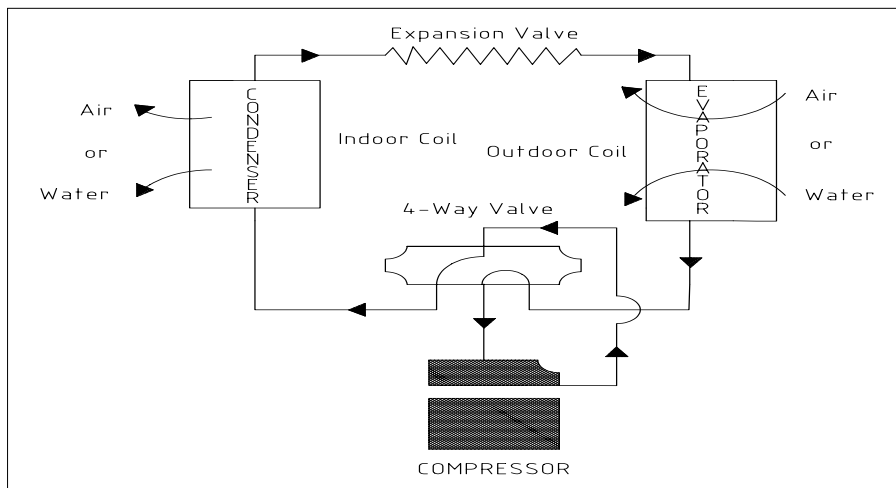 Expansion Valve
CONDENSER
Air
or
Water
Indoor Coil
Outdoor Coil
EVAPORATOR
Air
or
Water
4-Way Valve
COMPRESSOR